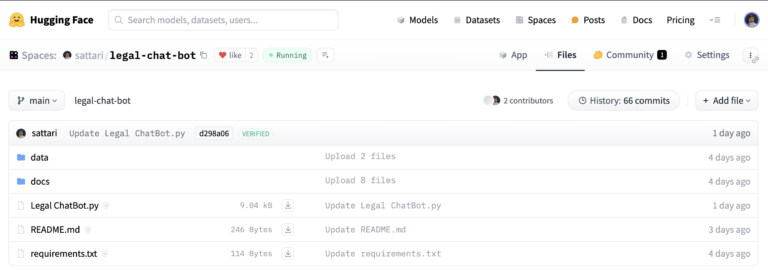 Hugging Face Search models, datasets, users... Models Datasets Spaces Posts Docs Pricing
Spaces: sattari/legal-chat-bot like 2 Running App Files Community 1 Settings
main legal-chat-bot 2 contributors History: 66 commits + Add file
sattari Update Legal ChatBot.py d298a06 VERIFIED 1 day ago
data Upload 2 files 4 days ago
docs Upload 8 files 4 days ago
Legal ChatBot.py 9.04 kB Update Legal ChatBot.py 1 day ago
README.md 246 Bytes Update README.md 3 days ago
requirements.txt 114 Bytes Update requirements.txt 4 days ago